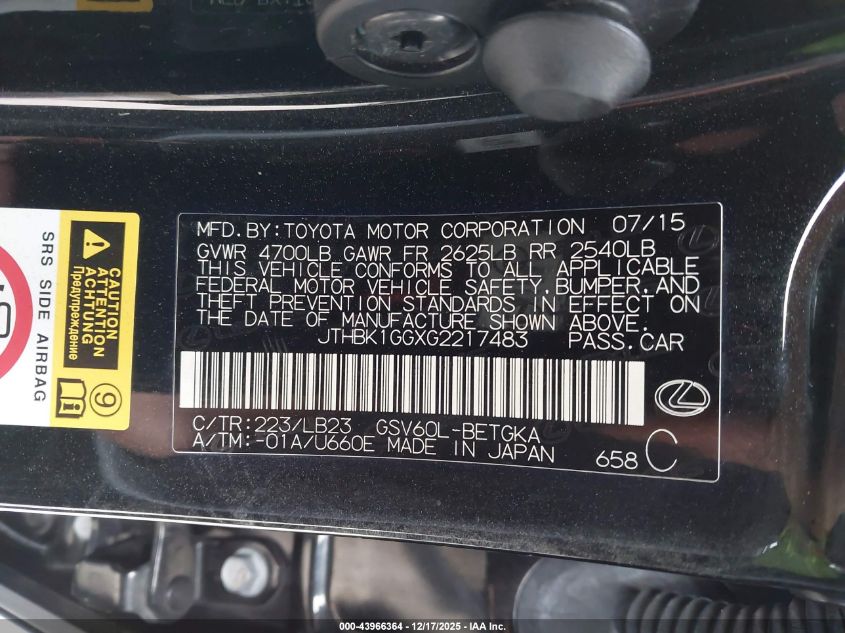 MFD.BY:TOYOTA MOTOR CORPORATION 07/15
GVWR 4700LB GAWR FR 2625LB RR 2540LB
THIS VEHICLE CONFORMS TO ALL APPLICABLE
FEDERAL MOTOR VEHICLE SAFETY,BUMPER,AND
THEFT PREVENTION STANDARDS IN EFFECT ON
THE DATE OF MANUFACTURE SHOWN ABOVE.
JTHBK1GGXG2217483 PASS.CAR
C/TR:223/LB23 GSV60L-BETGKA
A/TM:-01A/U660E MADE IN JAPAN
658 C
SRS SIDE AIRBAG
CAUTION
ATTENTION
ACHTUNG
Предупреждение
9
000-43966364 - 12/17/2025 - IAA Inc.